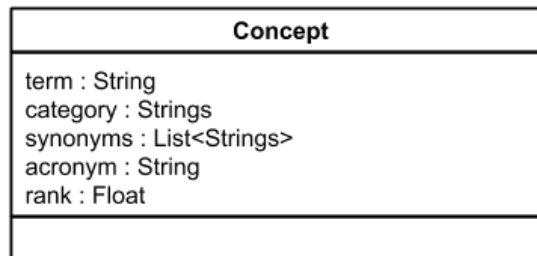 Concept
term : String
category : Strings
synonyms : List<Strings>
acronym : String
rank : Float